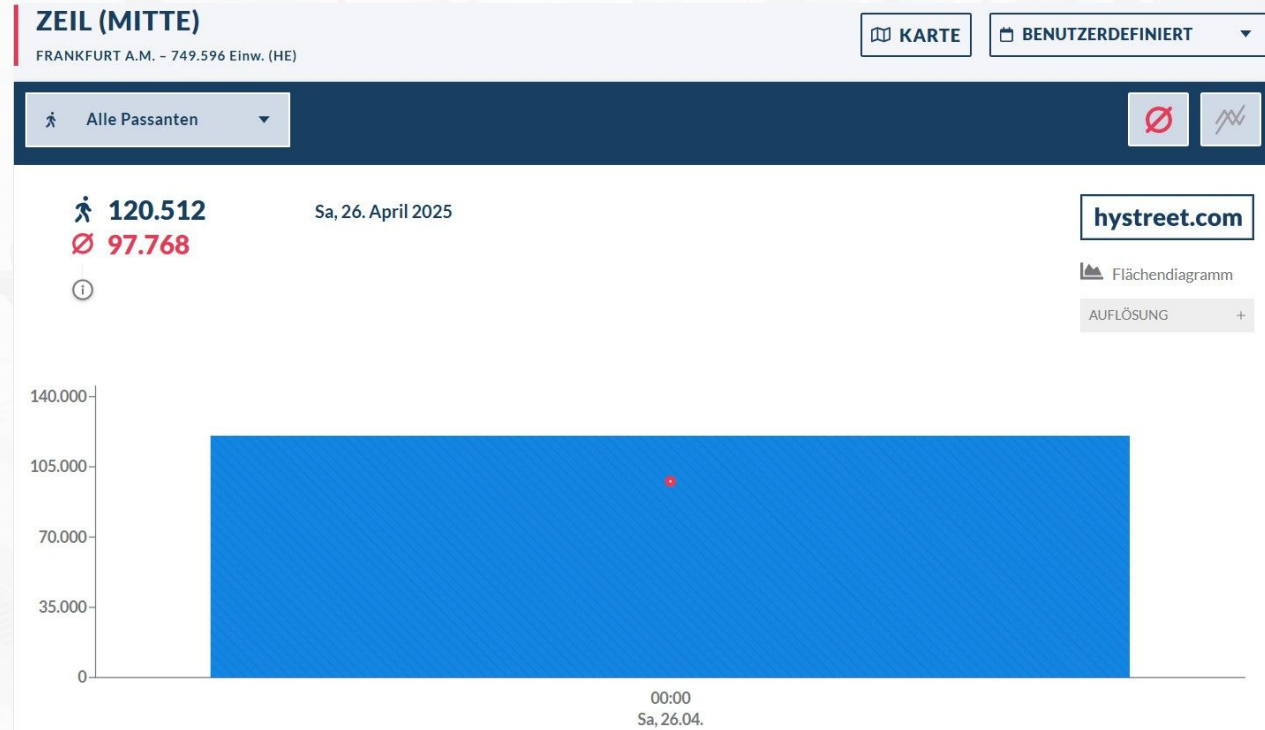 ZEIL (MITTE)
FRANKFURT A.M. – 749.596 Einw. (HE)
KARTE
BENUTZERDEFINIERT
Alle Passanten
120.512
Ø 97.768
Sa, 26. April 2025
hystreet.com
Flächendiagramm
AUFLÖSUNG +
140.000
105.000
70.000
35.000
0
00:00
Sa, 26.04.